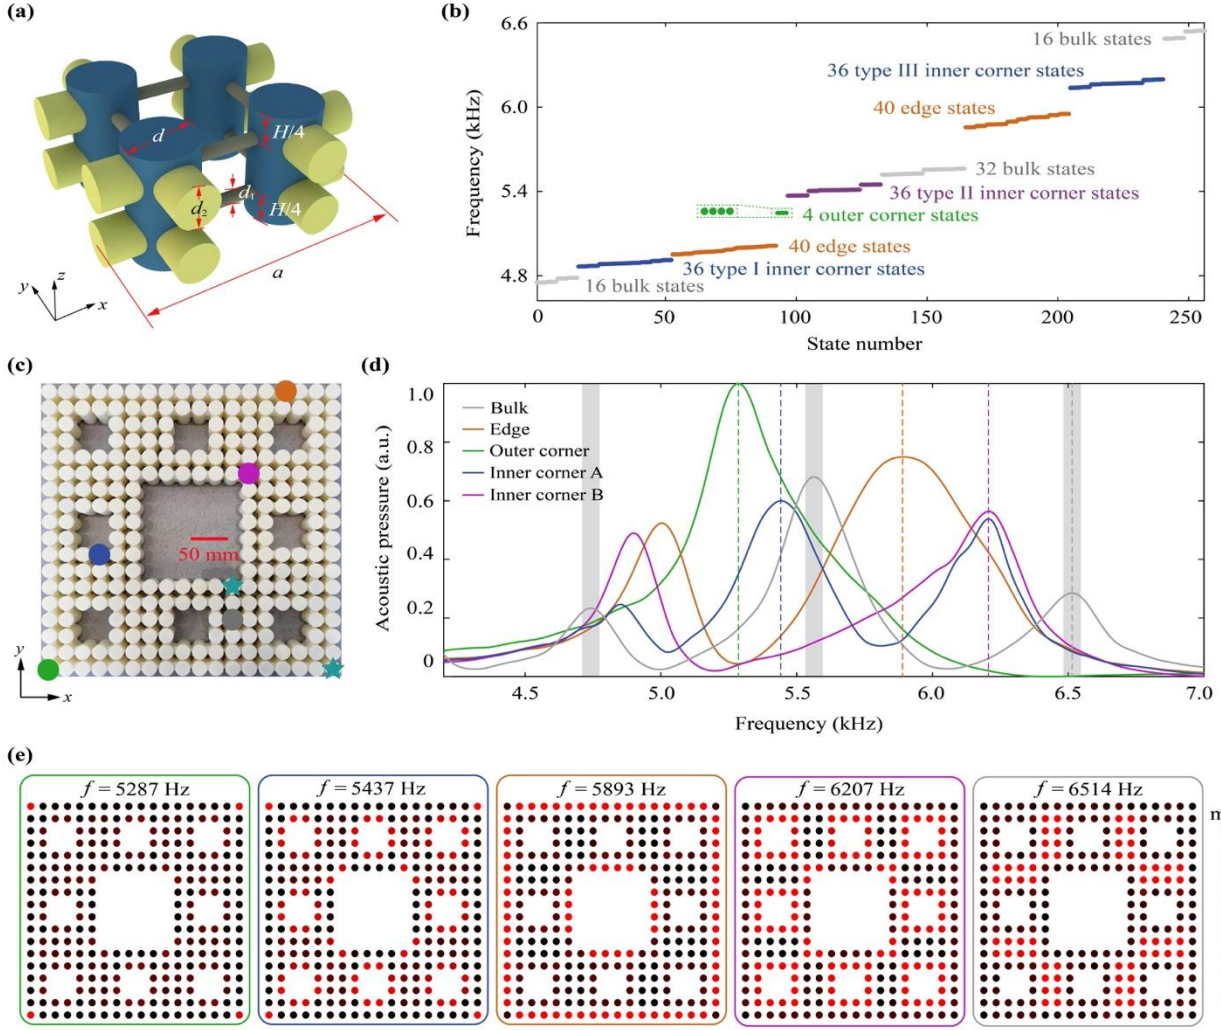 (a)
d
H/4
d₁
d₂
H/4
a
z
y
x
(b)
Frequency (kHz)
6.6
6.0
5.4
4.8
16 bulk states
36 type III inner corner states
40 edge states
32 bulk states
36 type II inner corner states
4 outer corner states
40 edge states
36 type I inner corner states
16 bulk states
0
50
100
150
200
250
State number
(c)
50 mm
y
x
(d)
Acoustic pressure (a.u.)
1.0
0.8
0.6
0.4
0.2
0
Bulk
Edge
Outer corner
Inner corner A
Inner corner B
4.5
5.0
5.5
6.0
6.5
7.0
Frequency (kHz)
(e)
f = 5287 Hz
f = 5437 Hz
f = 5893 Hz
f = 6207 Hz
f = 6514 Hz
m